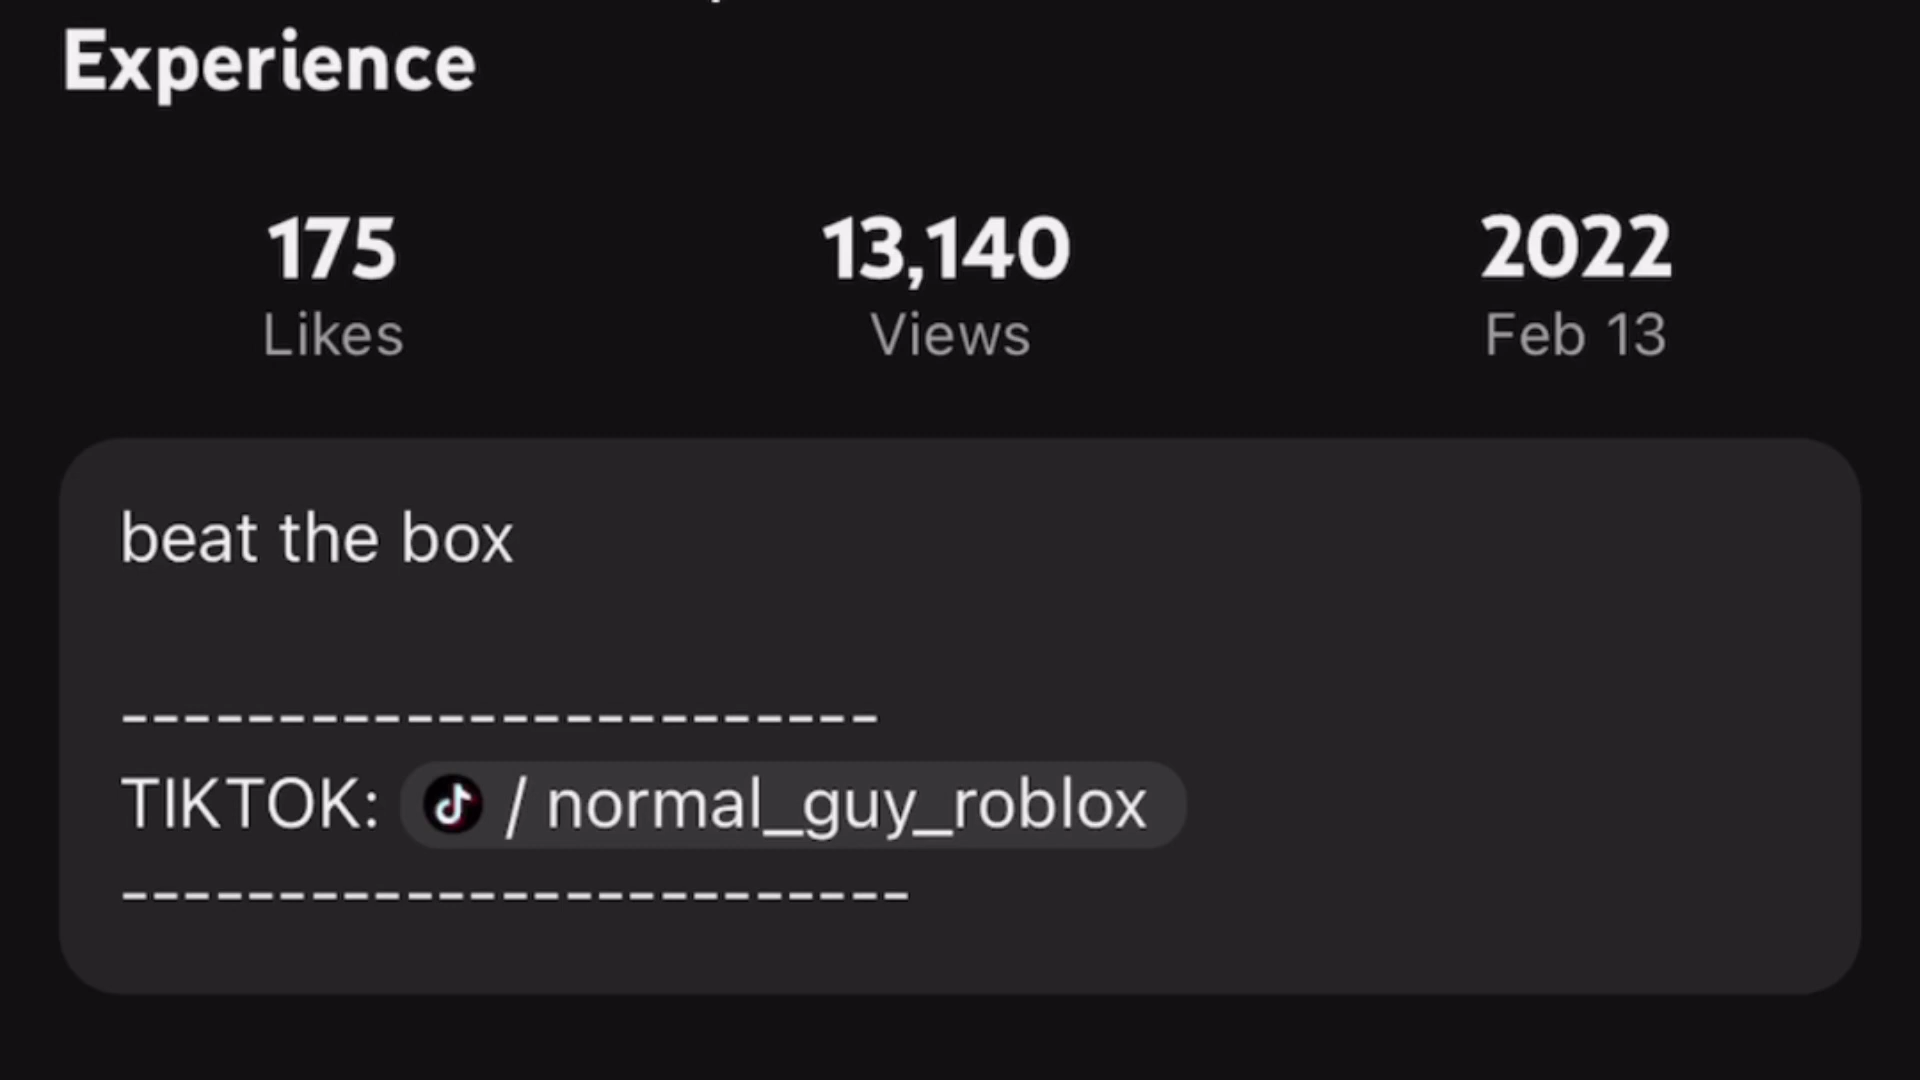 Experience
175 13,140 2022
Likes Views Feb 13
beat the box
------------------------
TIKTOK: / normal_guy_roblox
-------------------------